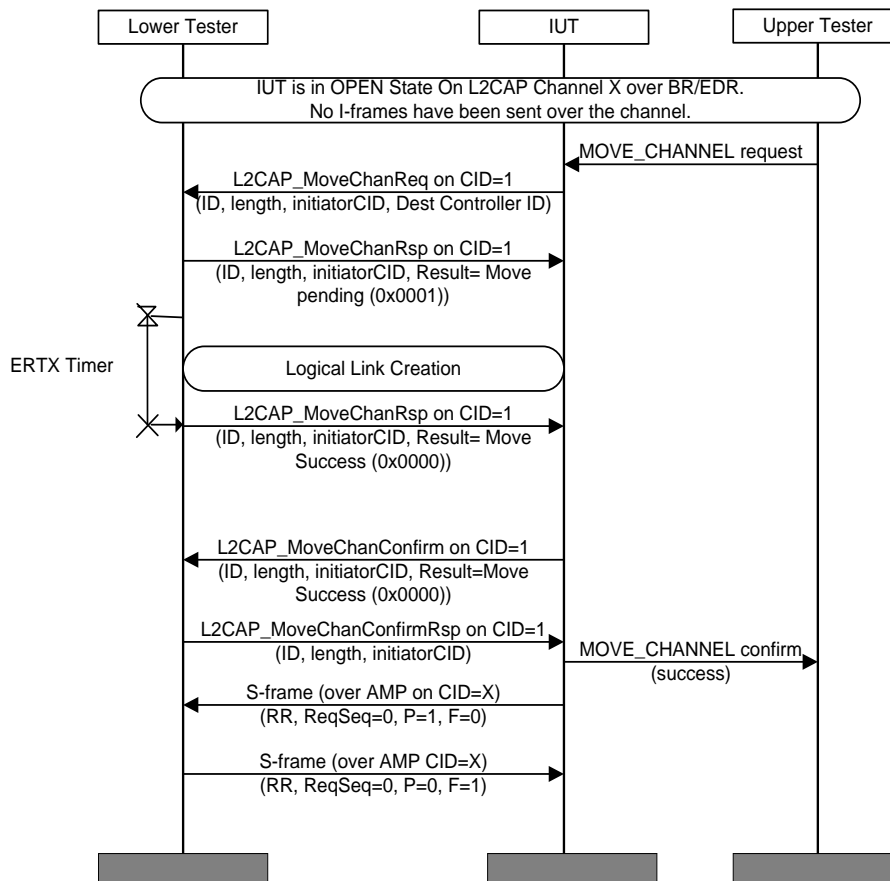 Lower Tester
IUT
Upper Tester
IUT is in OPEN State On L2CAP Channel X over BR/EDR.
No I-frames have been sent over the channel.
MOVE_CHANNEL request
L2CAP_MoveChanReq on CID=1
(ID, length, initiatorCID, Dest Controller ID)
L2CAP_MoveChanRsp on CID=1
(ID, length, initiatorCID, Result= Move
pending (0x0001))
ERTX Timer
Logical Link Creation
L2CAP_MoveChanRsp on CID=1
(ID, length, initiatorCID, Result= Move
Success (0x0000))
L2CAP_MoveChanConfirm on CID=1
(ID, length, initiatorCID, Result=Move
Success (0x0000))
L2CAP_MoveChanConfirmRsp on CID=1
(ID, length, initiatorCID)
MOVE_CHANNEL confirm
(success)
S-frame (over AMP on CID=X)
(RR, ReqSeq=0, P=1, F=0)
S-frame (over AMP CID=X)
(RR, ReqSeq=0, P=0, F=1)